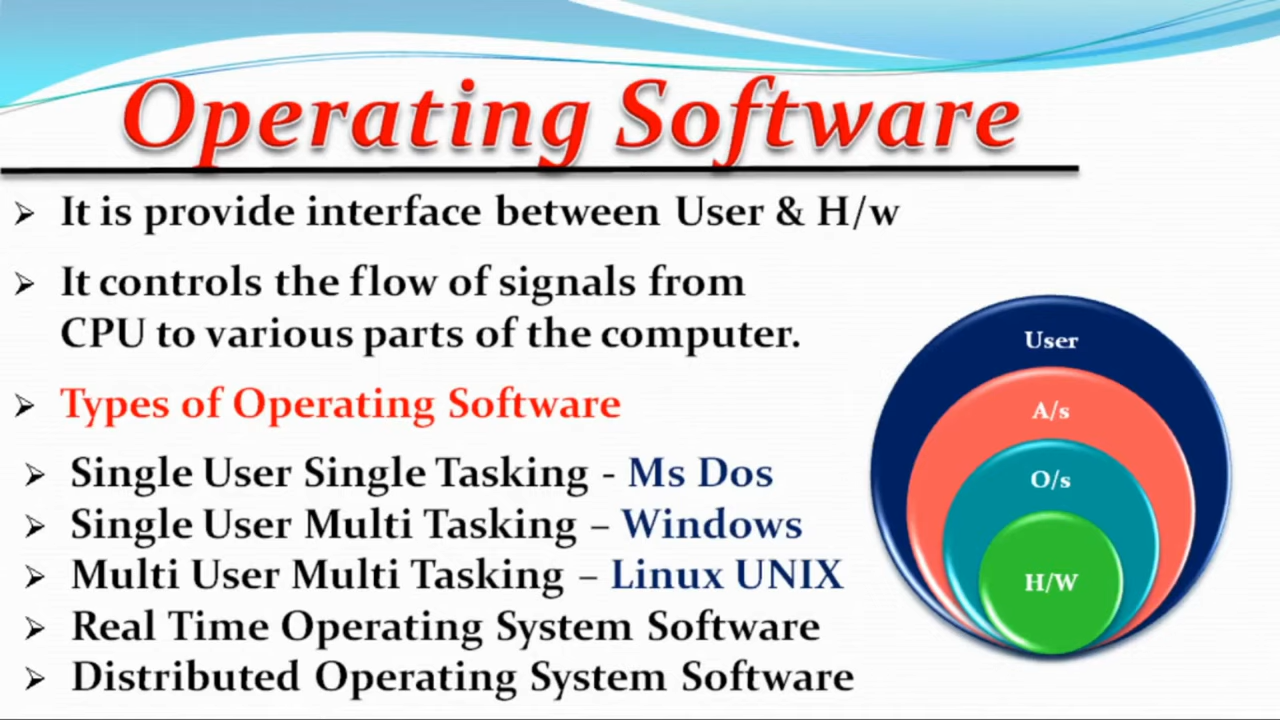 Operating Software
It is provide interface between User & H/w
It controls the flow of signals from
CPU to various parts of the computer.
Types of Operating Software
Single User Single Tasking - Ms Dos
Single User Multi Tasking – Windows
Multi User Multi Tasking – Linux UNIX
Real Time Operating System Software
Distributed Operating System Software
User
A/s
O/s
H/W